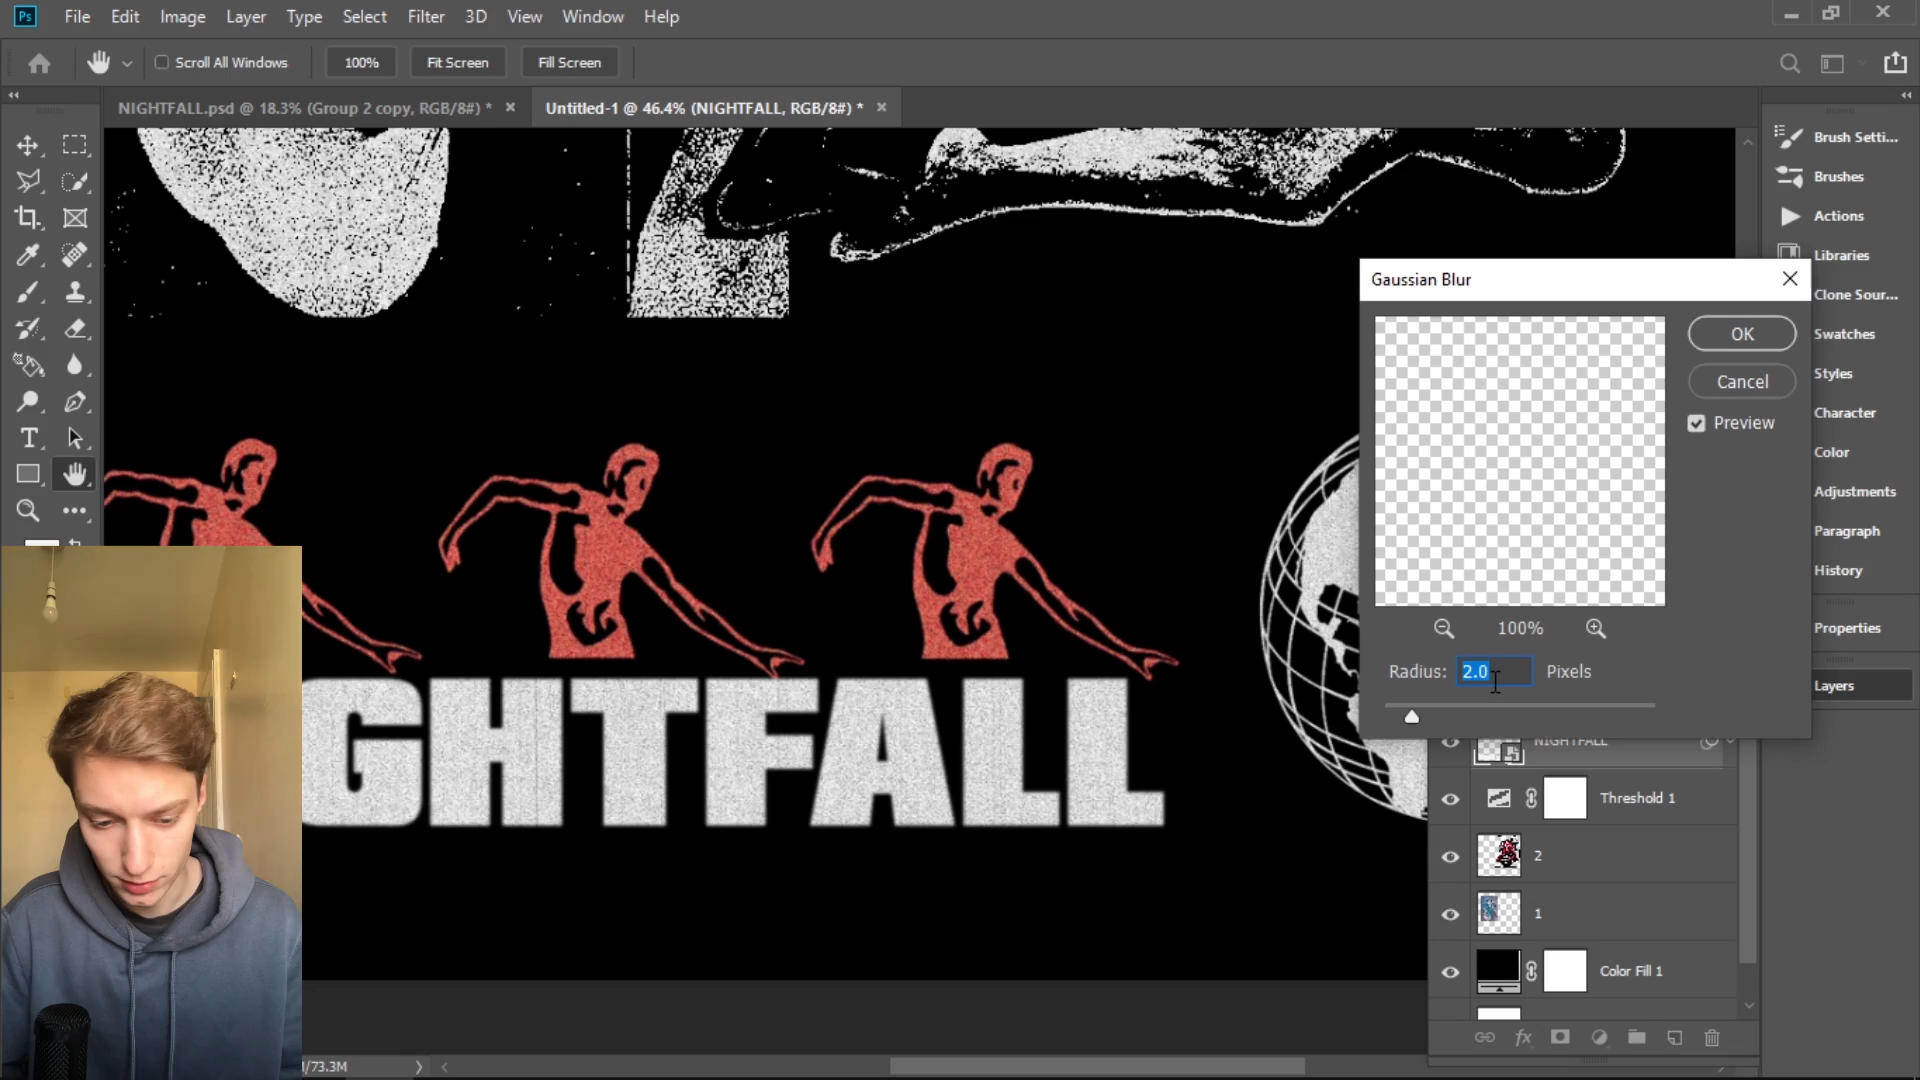 Ps File Edit Image Layer Type Select Filter 3D View Window Help
Scroll All Windows 100% Fit Screen Fill Screen
NIGHTFALL.psd @ 18.3% (Group 2 copy, RGB/8#) * Untitled-1 @ 46.4% (NIGHTFALL, RGB/8#) *
Brush Setti...
Brushes
Actions
Libraries
Clone Sour...
Swatches
Styles
Character
Color
Adjustments
Paragraph
History
Properties
Layers
Gaussian Blur
OK
Cancel
Preview
100%
Radius: 2.0 Pixels
GHTFALL
NIGHTFALL
Threshold 1
2
1
Color Fill 1
/73.3M